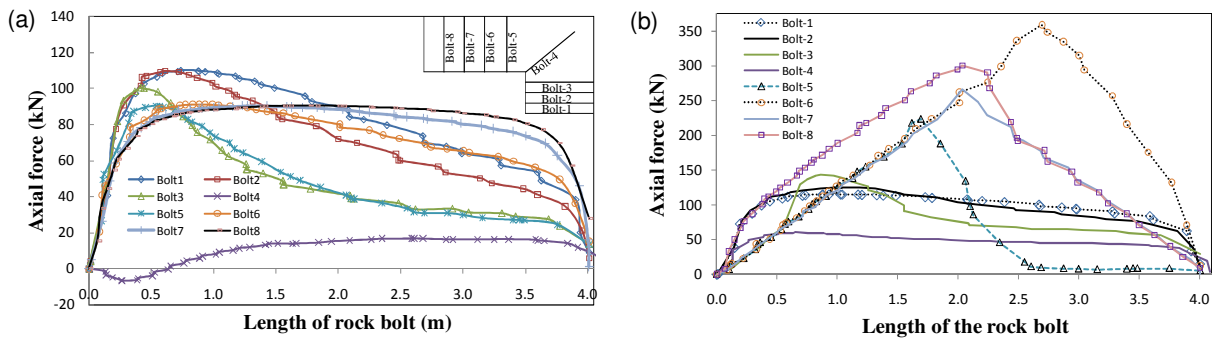 (a)
Axial force (kN)
140
120
100
80
60
40
20
0
-20
0.0 0.5 1.0 1.5 2.0 2.5 3.0 3.5 4.0
Length of rock bolt (m)
Bolt1 Bolt2
Bolt3 Bolt4
Bolt5 Bolt6
Bolt7 Bolt8
Bolt-8
Bolt-7
Bolt-6
Bolt-5
Bolt-4
Bolt-3
Bolt-2
Bolt-1
(b)
Axial force (kN)
350
300
250
200
150
100
50
0
0.0 0.5 1.0 1.5 2.0 2.5 3.0 3.5 4.0
Length of the rock bolt
Bolt-1
Bolt-2
Bolt-3
Bolt-4
Bolt-5
Bolt-6
Bolt-7
Bolt-8